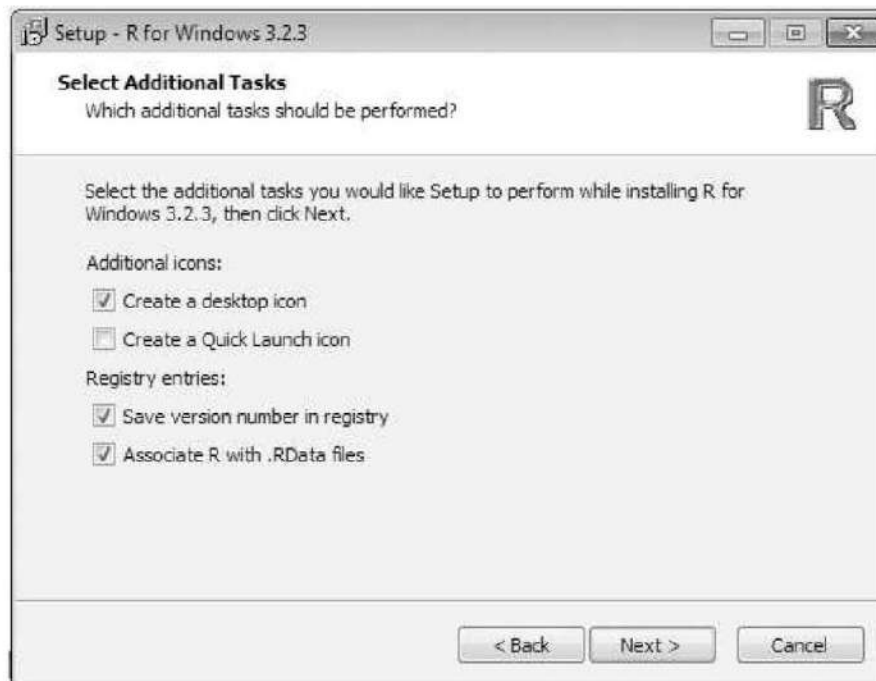 Setup - R for Windows 3.2.3
Select Additional Tasks
Which additional tasks should be performed?
R
Select the additional tasks you would like Setup to perform while installing R for
Windows 3.2.3, then click Next.
Additional icons:
Create a desktop icon
Create a Quick Launch icon
Registry entries:
Save version number in registry
Associate R with .RData files
< Back
Next >
Cancel